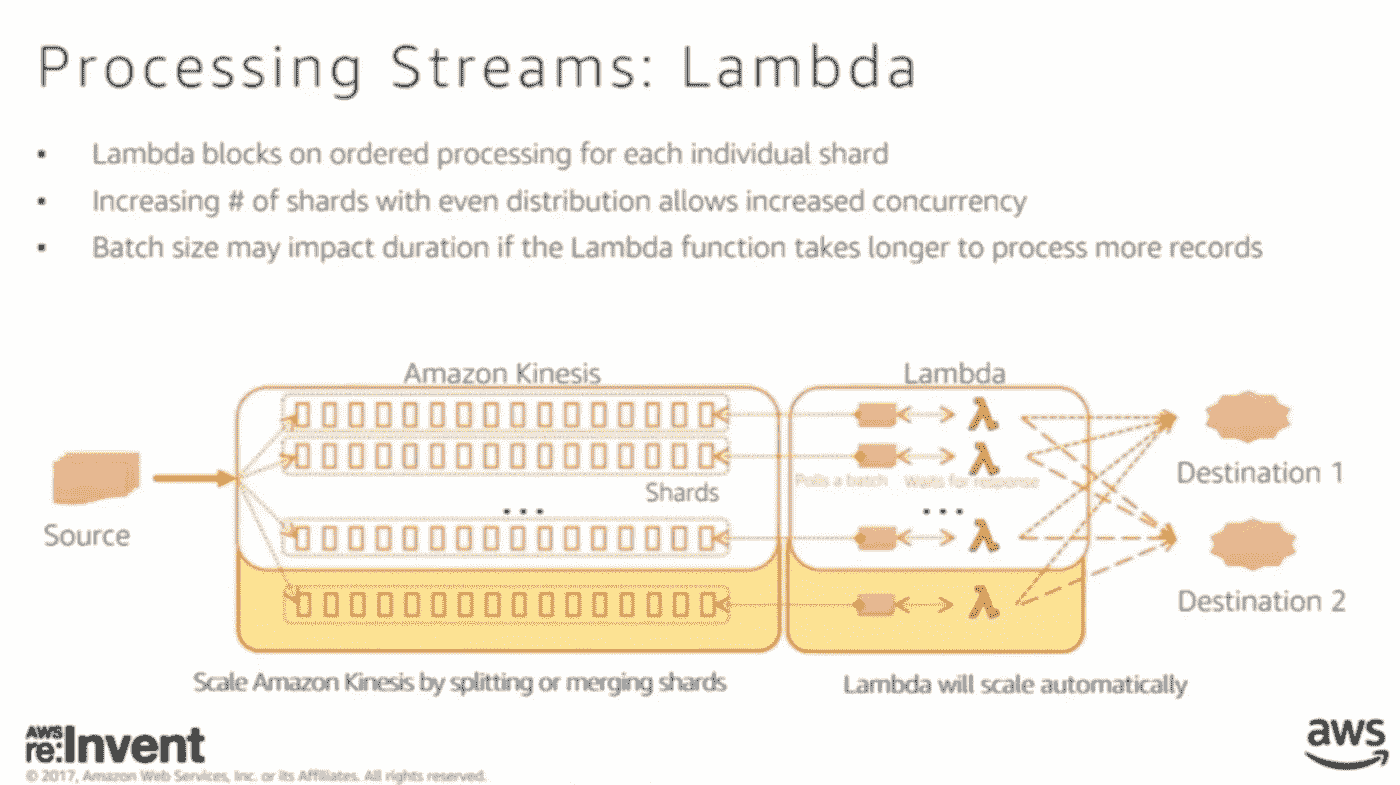 Processing Streams: Lambda
▪ Lambda blocks on ordered processing for each individual shard
▪ Increasing # of shards with even distribution allows increased concurrency
▪ Batch size may impact duration if the Lambda function takes longer to process more records
Amazon Kinesis
Lambda
Source
Shards
...
Polls a batch
Waits for response
...
Destination 1
Destination 2
Scale Amazon Kinesis by splitting or merging shards
Lambda will scale automatically
AWS
re:Invent
© 2017, Amazon Web Services, Inc. or its Affiliates. All rights reserved.
aws